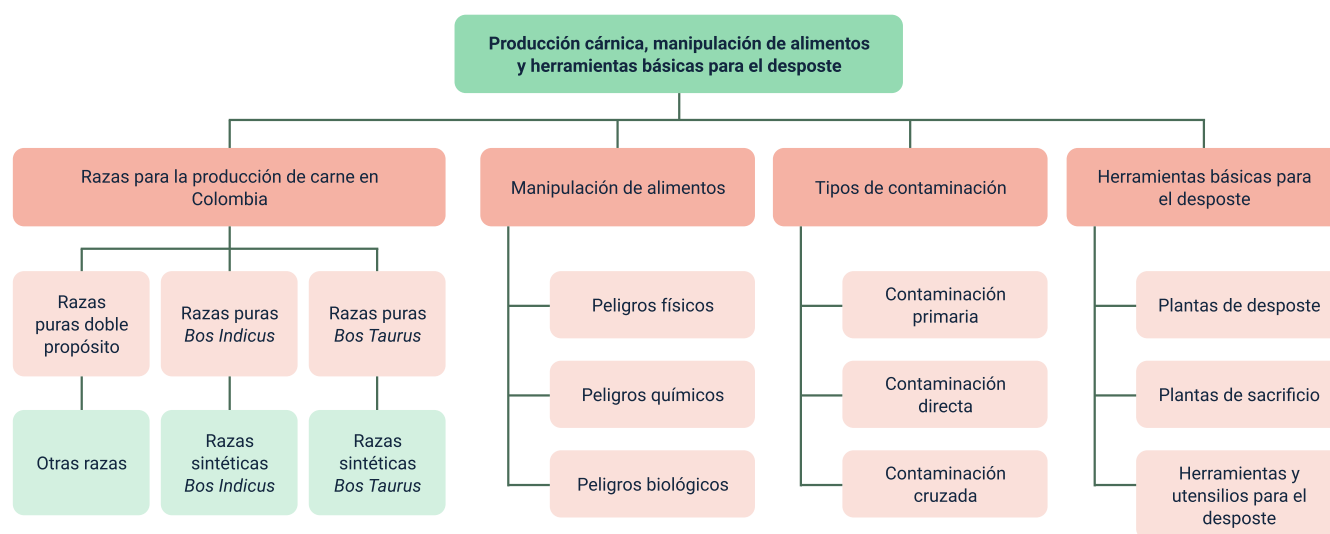 Producción cárnica, manipulación de alimentos
y herramientas básicas para el desposte
Razas para la producción de carne en
Colombia
Manipulación de alimentos
Tipos de contaminación
Herramientas básicas para
el desposte
Razas
puras doble
propósito
Razas puras
Bos Indicus
Razas puras
Bos Taurus
Otras razas
Razas
sintéticas
Bos Indicus
Razas
sintéticas
Bos Taurus
Peligros físicos
Peligros químicos
Peligros biológicos
Contaminación
primaria
Contaminación
directa
Contaminación
cruzada
Plantas de desposte
Plantas de sacrificio
Herramientas y
utensilios para el
desposte